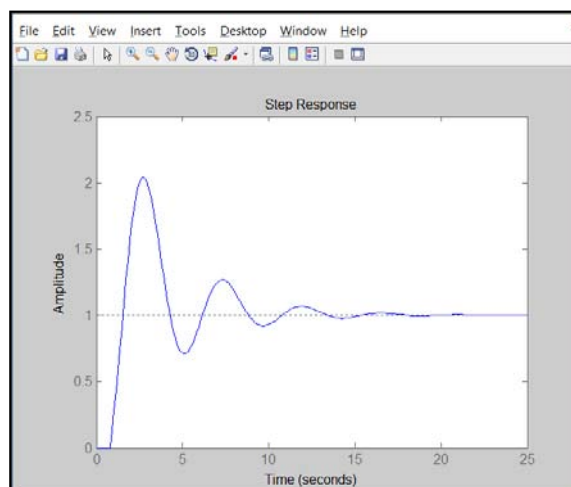 File Edit View Insert Tools Desktop Window Help
Step Response
2.5
2
1.5
1
0.5
0
Amplitude
0 5 10 15 20 25
Time (seconds)